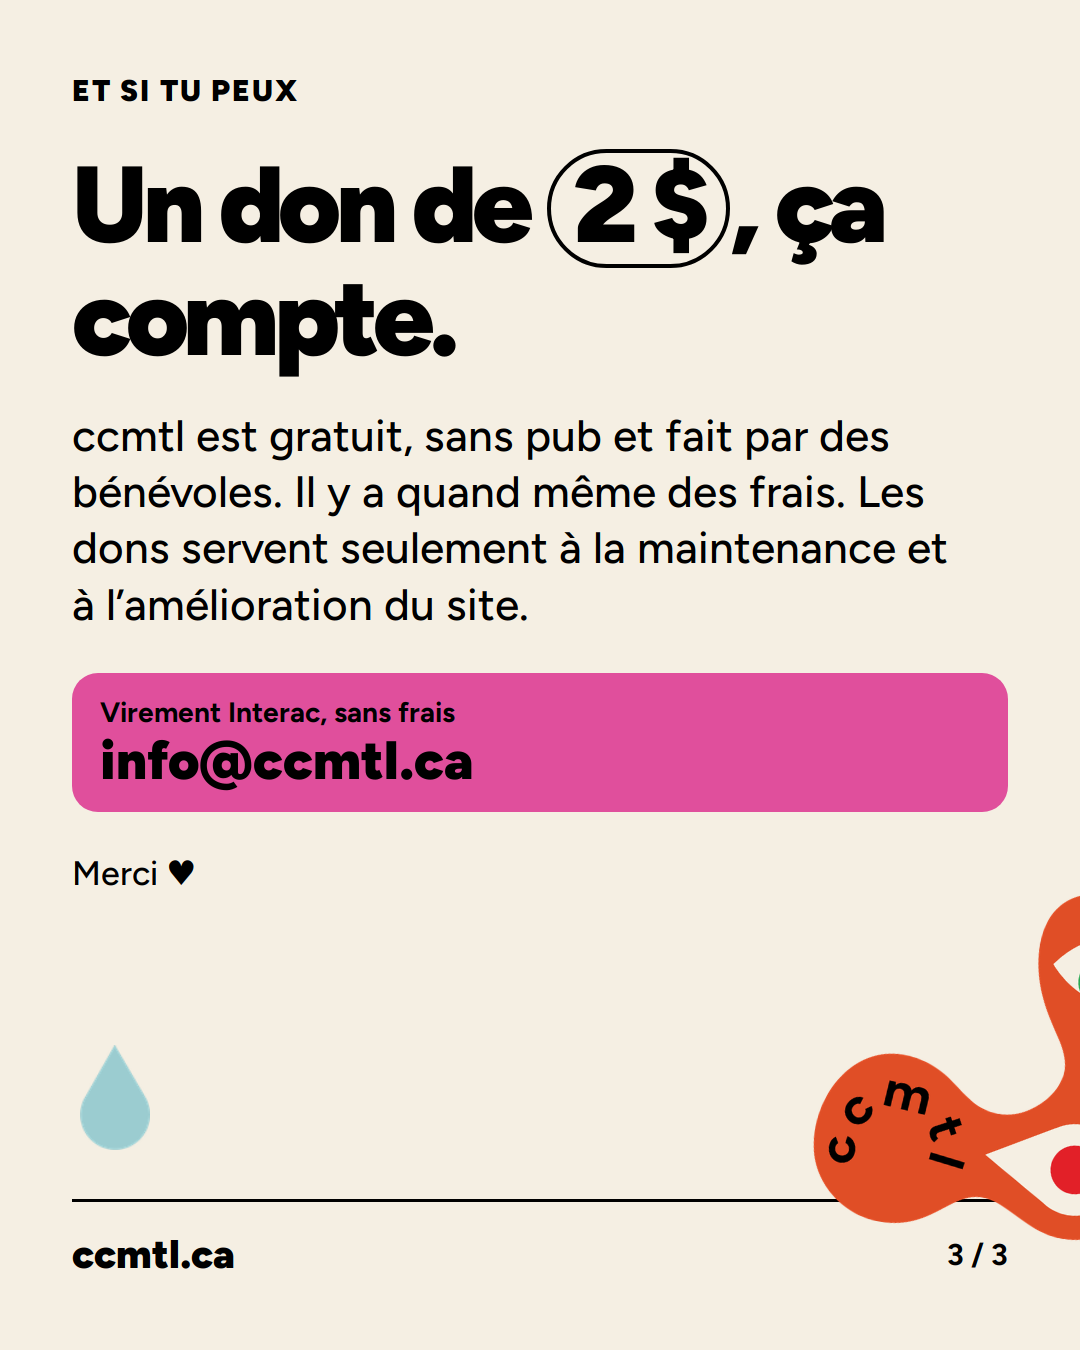 ET SI TU PEUX
Un don de 2 $, ça
compte.
ccmtl est gratuit, sans pub et fait par des
bénévoles. Il y a quand même des frais. Les
dons servent seulement à la maintenance et
à l’amélioration du site.
Virement Interac, sans frais
info@ccmtl.ca
Merci ♥
ccmtl
ccmtl.ca
3 / 3